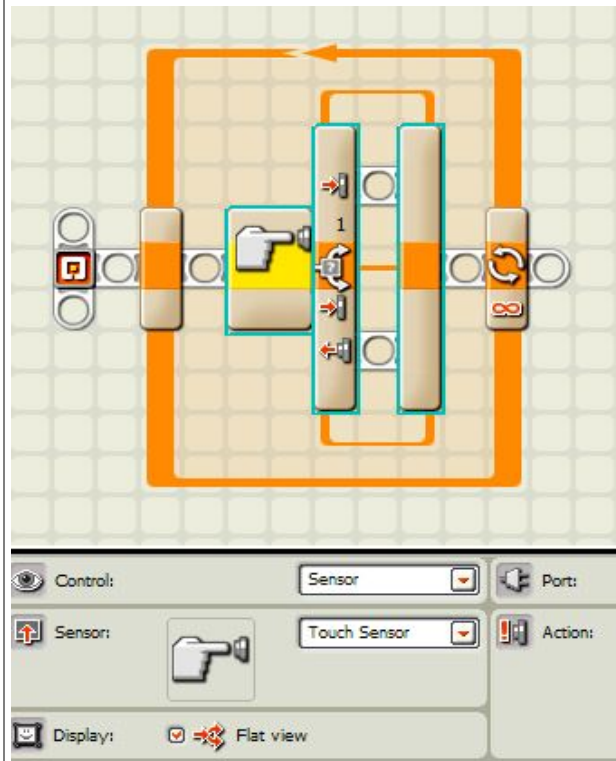 1
Control: Sensor Port:
Sensor: Touch Sensor Action:
Display: Flat view